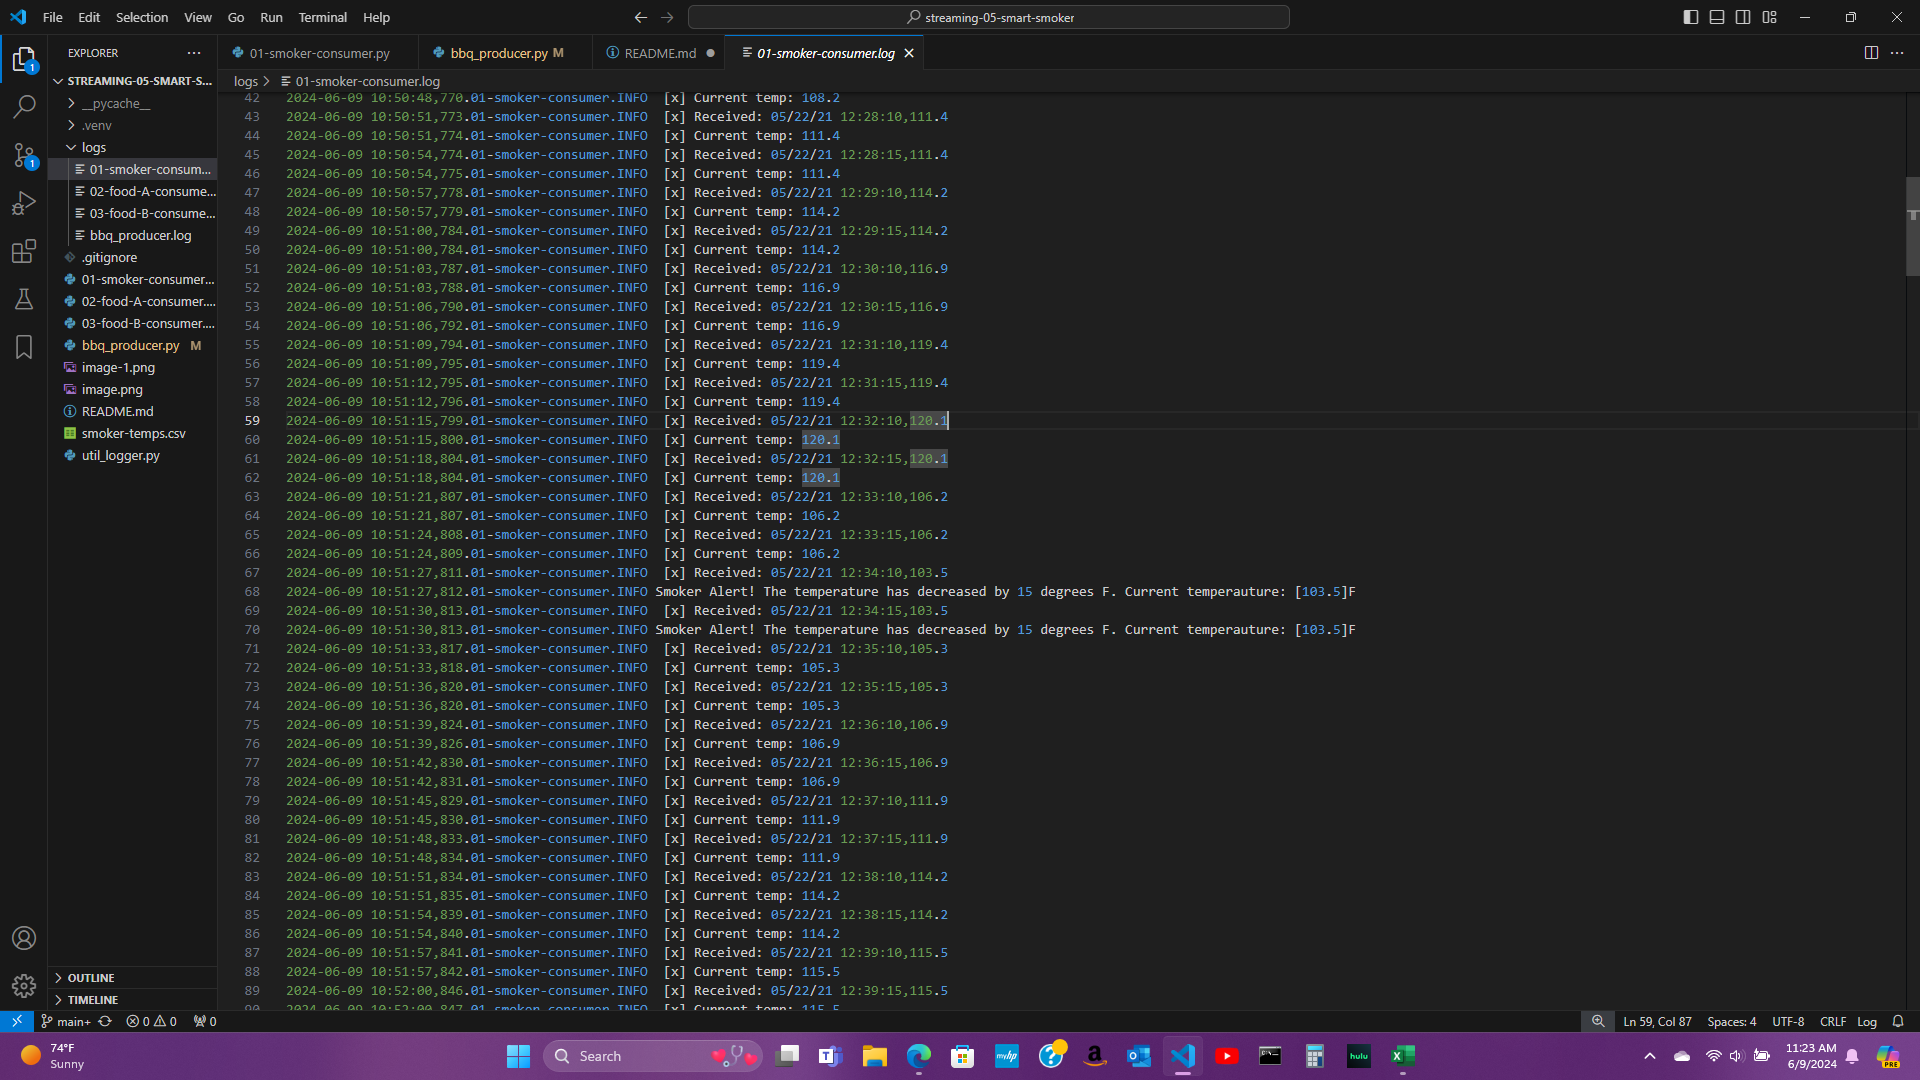 File Edit Selection View Go Run Terminal Help
streaming-05-smart-smoker
EXPLORER
STREAMING-05-SMART-S...
__pycache__
.venv
logs
01-smoker-consum...
02-food-A-consume...
03-food-B-consume...
bbq_producer.log
.gitignore
01-smoker-consumer....
02-food-A-consumer....
03-food-B-consumer....
bbq_producer.py M
image-1.png
image.png
README.md
smoker-temps.csv
util_logger.py
OUTLINE
TIMELINE
1
1
01-smoker-consumer.py bbq_producer.py M README.md 01-smoker-consumer.log
logs 01-smoker-consumer.log
42 2024-06-09 10:50:48,770.01-smoker-consumer.INFO [x] Current temp: 108.2
43 2024-06-09 10:50:51,773.01-smoker-consumer.INFO [x] Received: 05/22/21 12:28:10,111.4
44 2024-06-09 10:50:51,774.01-smoker-consumer.INFO [x] Current temp: 111.4
45 2024-06-09 10:50:54,774.01-smoker-consumer.INFO [x] Received: 05/22/21 12:28:15,111.4
46 2024-06-09 10:50:54,775.01-smoker-consumer.INFO [x] Current temp: 111.4
47 2024-06-09 10:50:57,778.01-smoker-consumer.INFO [x] Received: 05/22/21 12:29:10,114.2
48 2024-06-09 10:50:57,779.01-smoker-consumer.INFO [x] Current temp: 114.2
49 2024-06-09 10:51:00,784.01-smoker-consumer.INFO [x] Received: 05/22/21 12:29:15,114.2
50 2024-06-09 10:51:00,784.01-smoker-consumer.INFO [x] Current temp: 114.2
51 2024-06-09 10:51:03,787.01-smoker-consumer.INFO [x] Received: 05/22/21 12:30:10,116.9
52 2024-06-09 10:51:03,788.01-smoker-consumer.INFO [x] Current temp: 116.9
53 2024-06-09 10:51:06,790.01-smoker-consumer.INFO [x] Received: 05/22/21 12:30:15,116.9
54 2024-06-09 10:51:06,792.01-smoker-consumer.INFO [x] Current temp: 116.9
55 2024-06-09 10:51:09,794.01-smoker-consumer.INFO [x] Received: 05/22/21 12:31:10,119.4
56 2024-06-09 10:51:09,795.01-smoker-consumer.INFO [x] Current temp: 119.4
57 2024-06-09 10:51:12,795.01-smoker-consumer.INFO [x] Received: 05/22/21 12:31:15,119.4
58 2024-06-09 10:51:12,796.01-smoker-consumer.INFO [x] Current temp: 119.4
59 2024-06-09 10:51:15,799.01-smoker-consumer.INFO [x] Received: 05/22/21 12:32:10,120.1
60 2024-06-09 10:51:15,800.01-smoker-consumer.INFO [x] Current temp: 120.1
61 2024-06-09 10:51:18,804.01-smoker-consumer.INFO [x] Received: 05/22/21 12:32:15,120.1
62 2024-06-09 10:51:18,804.01-smoker-consumer.INFO [x] Current temp: 120.1
63 2024-06-09 10:51:21,807.01-smoker-consumer.INFO [x] Received: 05/22/21 12:33:10,106.2
64 2024-06-09 10:51:21,807.01-smoker-consumer.INFO [x] Current temp: 106.2
65 2024-06-09 10:51:24,808.01-smoker-consumer.INFO [x] Received: 05/22/21 12:33:15,106.2
66 2024-06-09 10:51:24,809.01-smoker-consumer.INFO [x] Current temp: 106.2
67 2024-06-09 10:51:27,811.01-smoker-consumer.INFO [x] Received: 05/22/21 12:34:10,103.5
68 2024-06-09 10:51:27,812.01-smoker-consumer.INFO Smoker Alert! The temperature has decreased by 15 degrees F. Current temperauture: [103.5]F
69 2024-06-09 10:51:30,813.01-smoker-consumer.INFO [x] Received: 05/22/21 12:34:15,103.5
70 2024-06-09 10:51:30,813.01-smoker-consumer.INFO Smoker Alert! The temperature has decreased by 15 degrees F. Current temperauture: [103.5]F
71 2024-06-09 10:51:33,817.01-smoker-consumer.INFO [x] Received: 05/22/21 12:35:10,105.3
72 2024-06-09 10:51:33,818.01-smoker-consumer.INFO [x] Current temp: 105.3
73 2024-06-09 10:51:36,820.01-smoker-consumer.INFO [x] Received: 05/22/21 12:35:15,105.3
74 2024-06-09 10:51:36,820.01-smoker-consumer.INFO [x] Current temp: 105.3
75 2024-06-09 10:51:39,824.01-smoker-consumer.INFO [x] Received: 05/22/21 12:36:10,106.9
76 2024-06-09 10:51:39,826.01-smoker-consumer.INFO [x] Current temp: 106.9
77 2024-06-09 10:51:42,830.01-smoker-consumer.INFO [x] Received: 05/22/21 12:36:15,106.9
78 2024-06-09 10:51:42,831.01-smoker-consumer.INFO [x] Current temp: 106.9
79 2024-06-09 10:51:45,829.01-smoker-consumer.INFO [x] Received: 05/22/21 12:37:10,111.9
80 2024-06-09 10:51:45,830.01-smoker-consumer.INFO [x] Current temp: 111.9
81 2024-06-09 10:51:48,833.01-smoker-consumer.INFO [x] Received: 05/22/21 12:37:15,111.9
82 2024-06-09 10:51:48,834.01-smoker-consumer.INFO [x] Current temp: 111.9
83 2024-06-09 10:51:51,834.01-smoker-consumer.INFO [x] Received: 05/22/21 12:38:10,114.2
84 2024-06-09 10:51:51,835.01-smoker-consumer.INFO [x] Current temp: 114.2
85 2024-06-09 10:51:54,839.01-smoker-consumer.INFO [x] Received: 05/22/21 12:38:15,114.2
86 2024-06-09 10:51:54,840.01-smoker-consumer.INFO [x] Current temp: 114.2
87 2024-06-09 10:51:57,841.01-smoker-consumer.INFO [x] Received: 05/22/21 12:39:10,115.5
88 2024-06-09 10:51:57,842.01-smoker-consumer.INFO [x] Current temp: 115.5
89 2024-06-09 10:52:00,846.01-smoker-consumer.INFO [x] Received: 05/22/21 12:39:15,115.5
90 2024-06-09 10:52:00,847.01-smoker-consumer.INFO [x] Current temp: 115.5
main+ 0 0 0 Ln 59, Col 87 Spaces: 4 UTF-8 CRLF Log
74°F
Sunny
Search
myhp
hulu
11:23 AM
6/9/2024
PRE